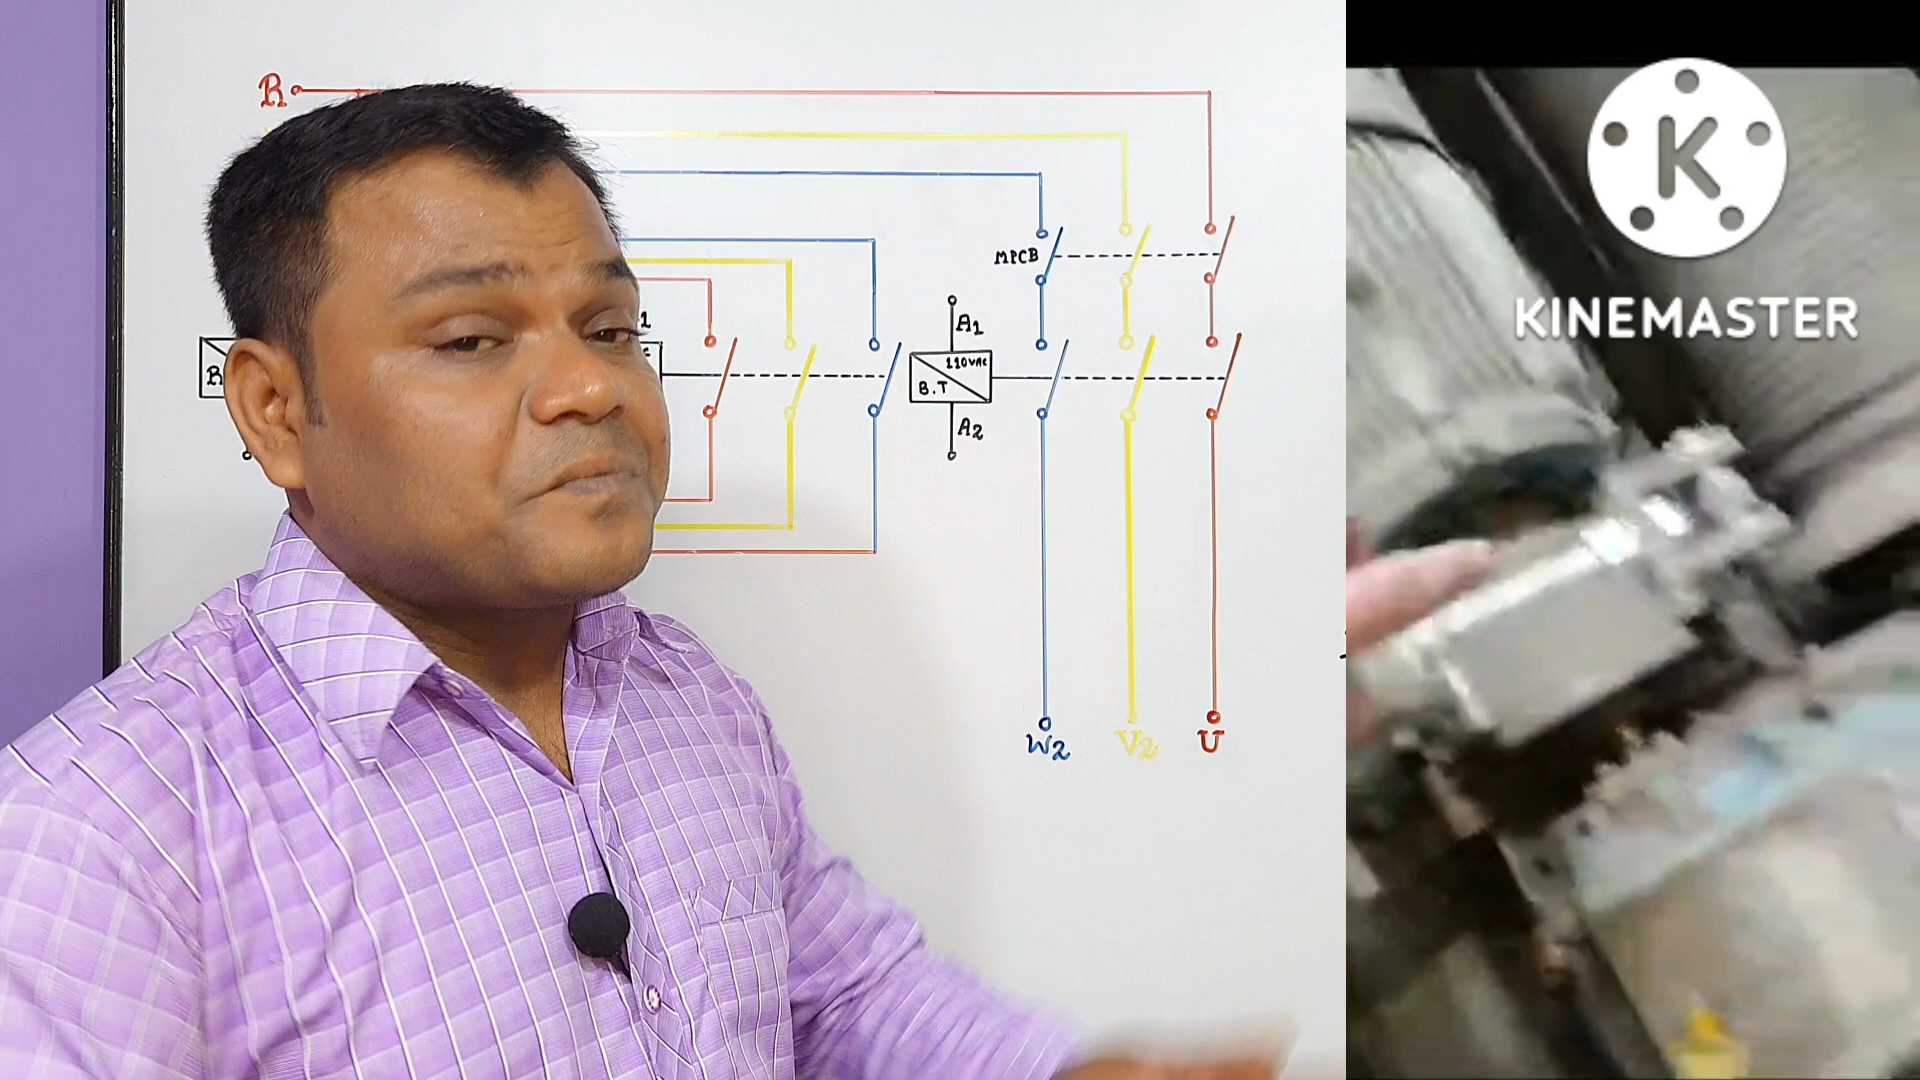 R
MPCB
A1
110VAC
B.T
A2
W2
V2
U
K
KINEMASTER